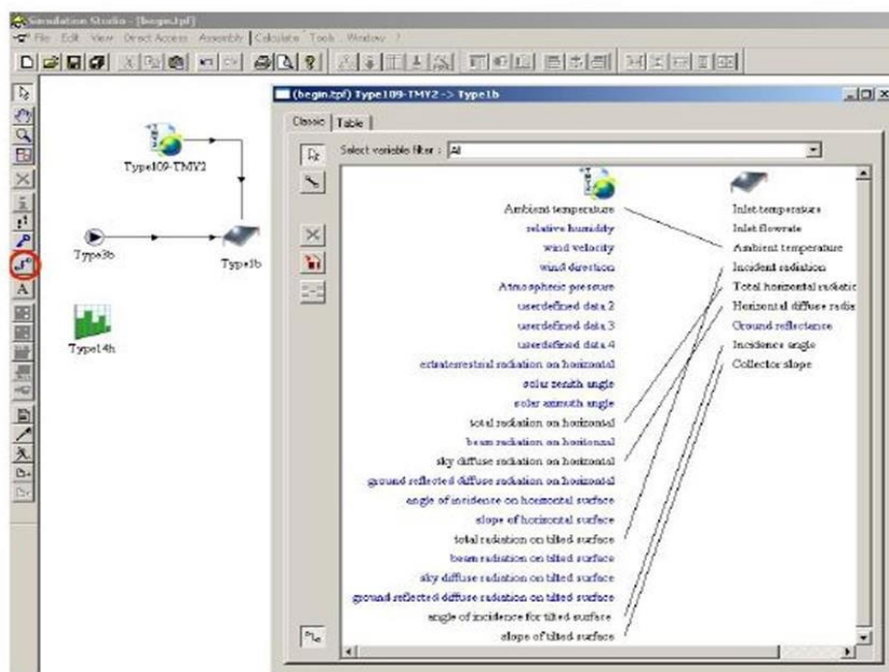 Simulation Studio - [begin.tpf]
File Edit View Direct Access Assembly Calculate Tools Window ?
(begin.tpf) Type109-TMY2 -> Type1b
Classic Table
Select variable filter : All
Type109-TMY2
Type3b
Type1b
Type14h
A
Ambient temperature Inlet temperature
relative humidity Inlet flowrate
wind velocity Ambient temperature
wind direction Incident radiation
Atmospheric pressure Total horizontal radiatic
userdefined data 2 Horizontal diffuse radia
userdefined data 3 Ground reflectance
userdefined data 4 Incidence angle
extraterrestrial radiation on horizontal Collector slope
solar zenith angle
solar azimuth angle
total radiation on horizontal
beam radiation on horitonzal
sky diffuse radiation on horizontal
ground reflected diffuse radiation on horizontal
angle of incidence on horizontal surface
slope of horizontal surface
total radiation on tilted surface
beam radiation on tilted surface
sky diffuse radiation on tilted surface
ground reflected diffuse radiation on tilted surface
angle of incidence for tilted surface
slope of tilted surface